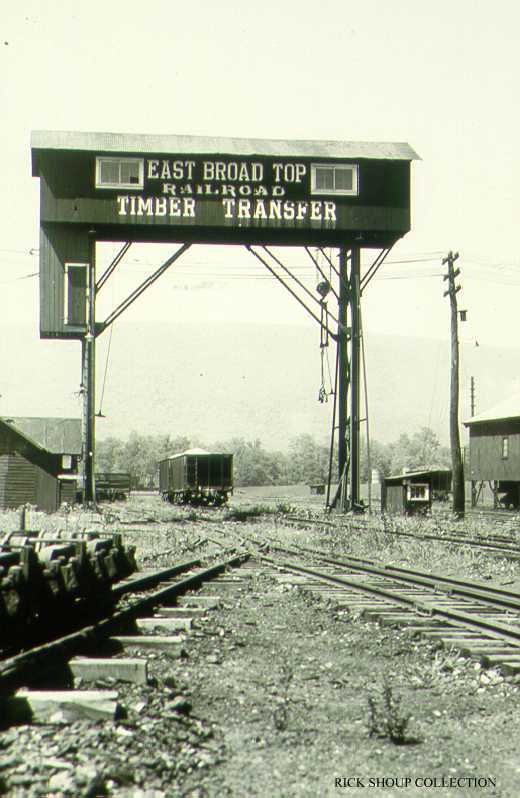 EAST BROAD TOP
RAILROAD
TIMBER TRANSFER
RICK SHOUP COLLECTION